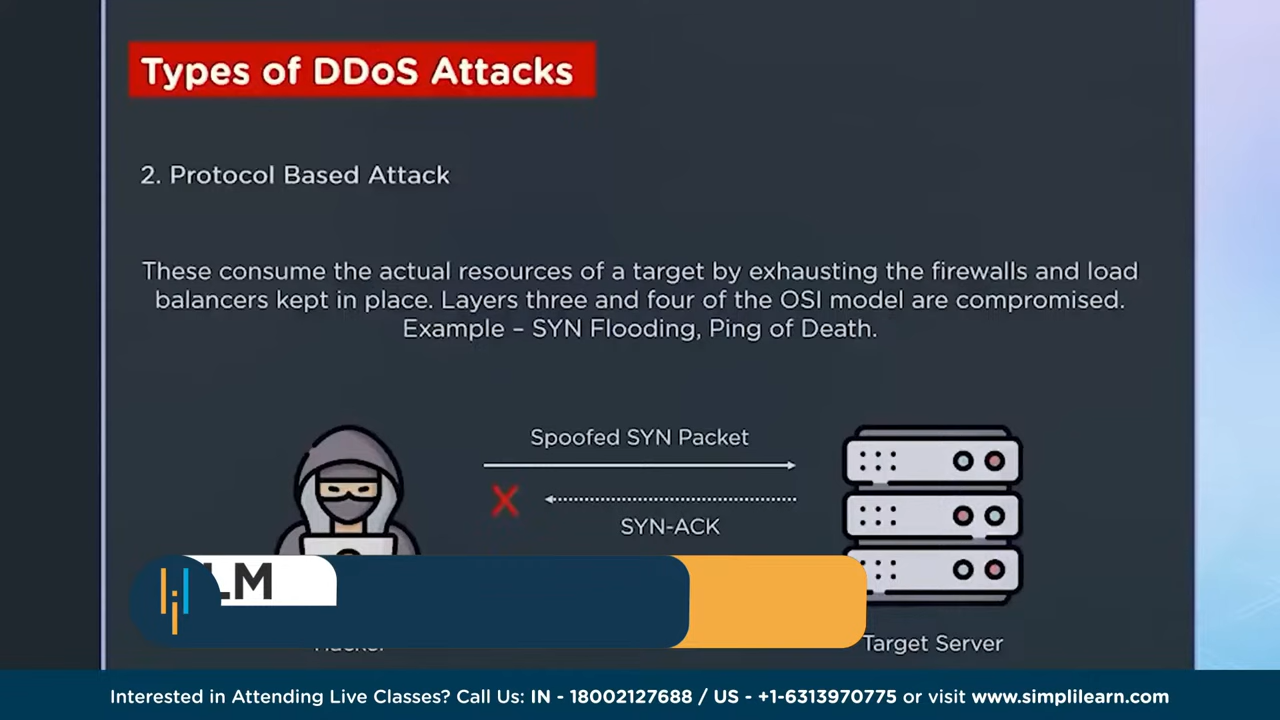 Types of DDoS Attacks
2. Protocol Based Attack
These consume the actual resources of a target by exhausting the firewalls and load
balancers kept in place. Layers three and four of the OSI model are compromised.
Example – SYN Flooding, Ping of Death.
Spoofed SYN Packet
X
SYN-ACK
LM
Hacker
Target Server
Interested in Attending Live Classes? Call Us: IN - 18002127688 / US - +1-6313970775 or visit www.simplilearn.com